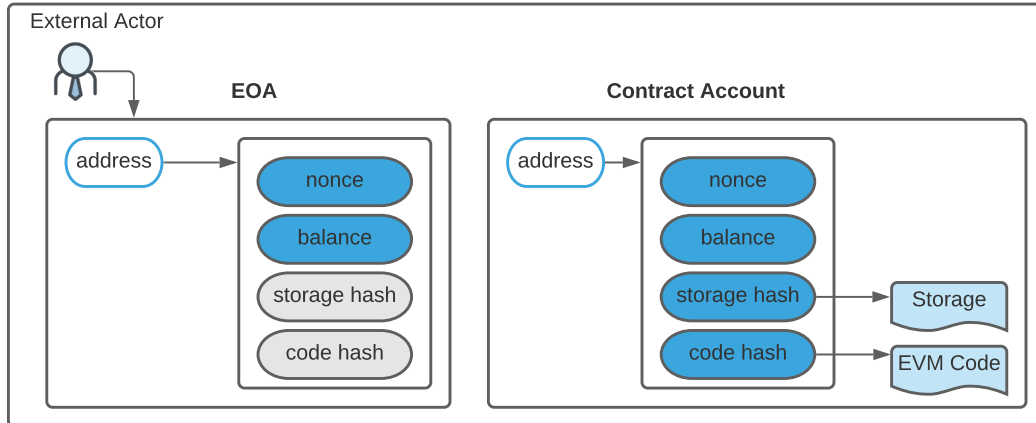 External Actor
EOA
address
nonce
balance
storage hash
code hash
Contract Account
address
nonce
balance
storage hash
code hash
Storage
EVM Code